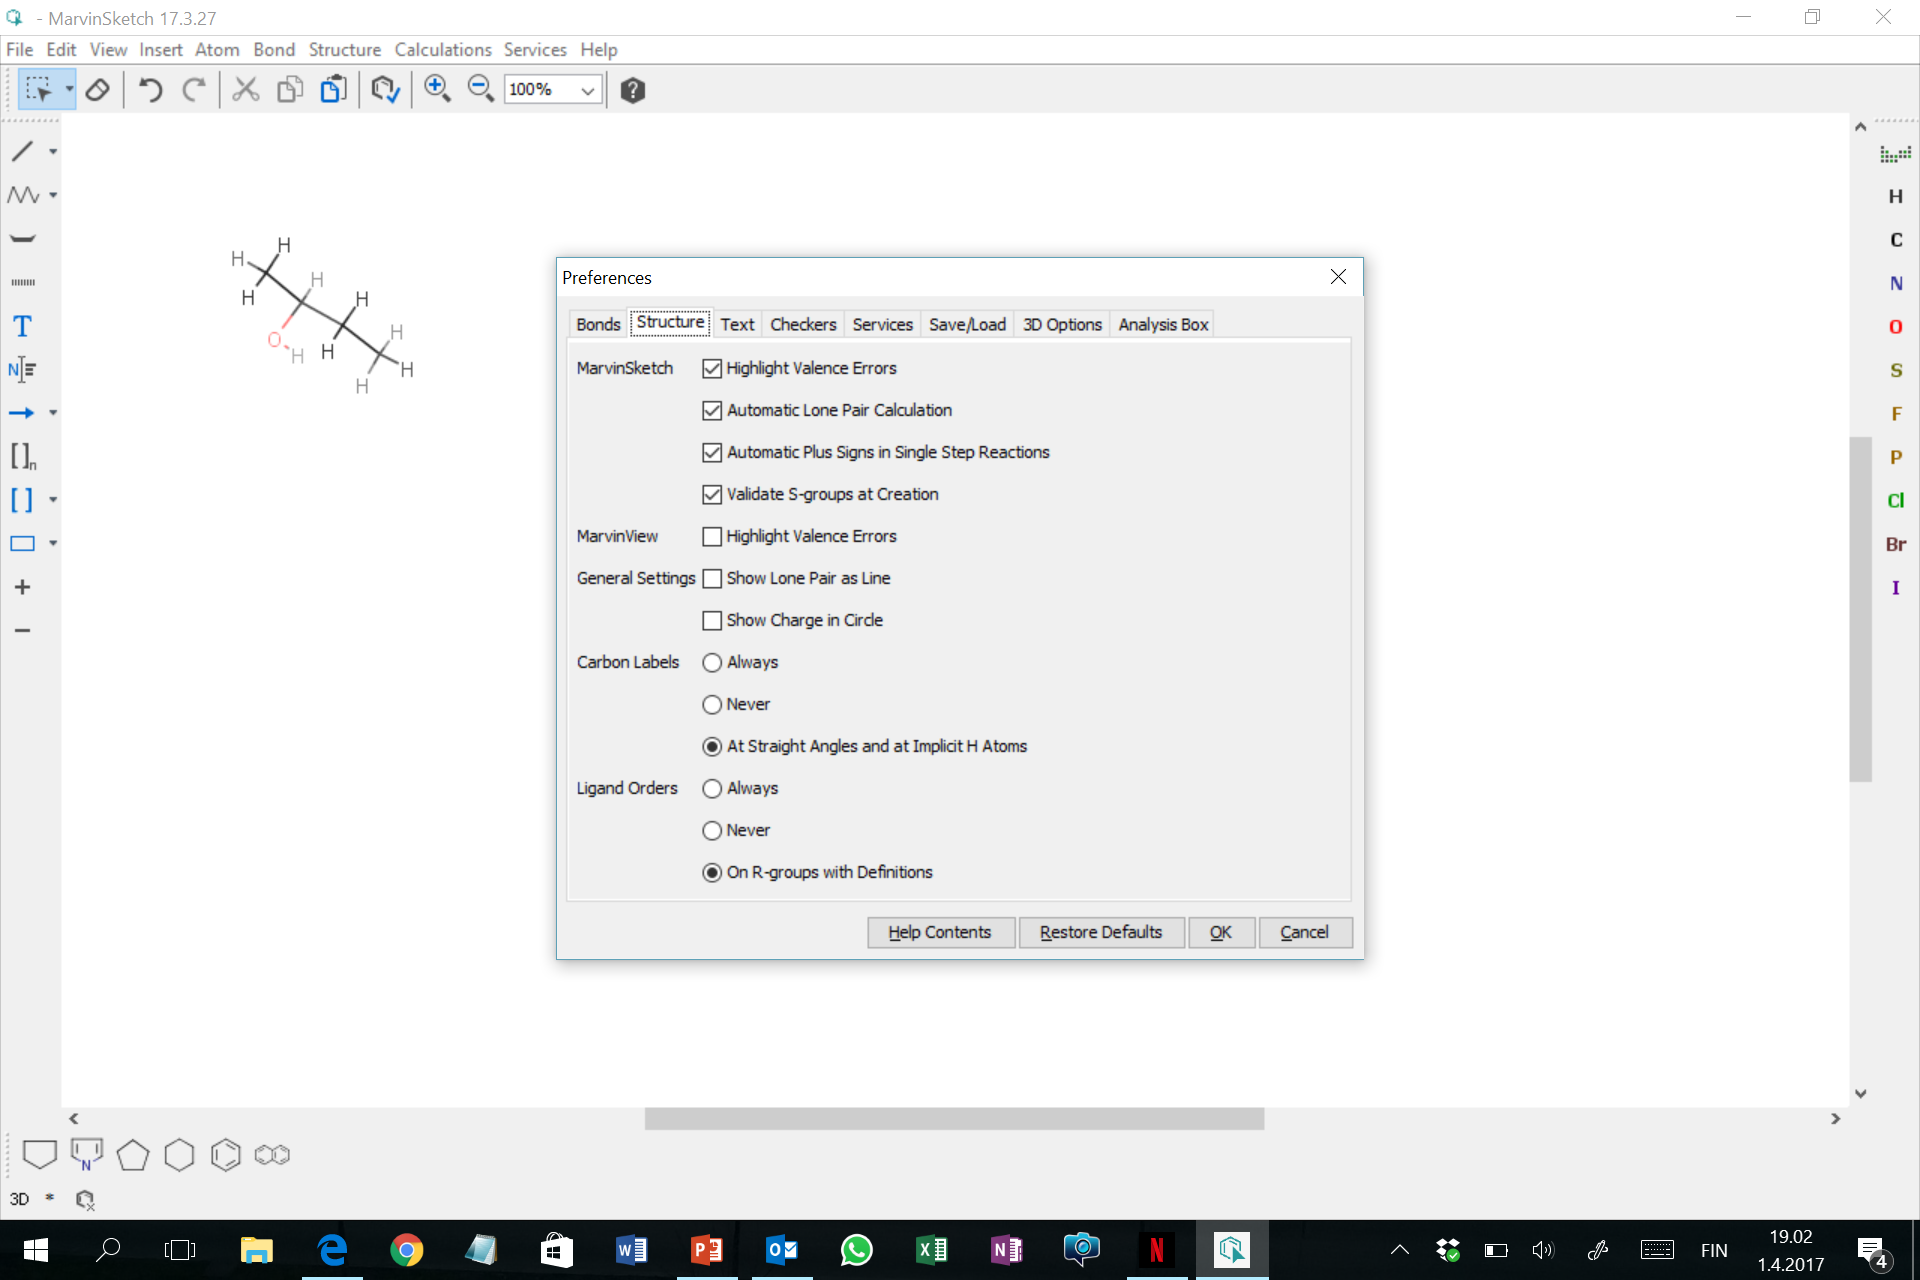 - MarvinSketch 17.3.27
File Edit View Insert Atom Bond Structure Calculations Services Help
100%
?
T
N
[ ]n
[ ]
H
C
N
O
S
F
P
Cl
Br
I
H H
H H
H
O H H
H H
H
H
Preferences
Bonds Structure Text Checkers Services Save/Load 3D Options Analysis Box
MarvinSketch Highlight Valence Errors
Automatic Lone Pair Calculation
Automatic Plus Signs in Single Step Reactions
Validate S-groups at Creation
MarvinView Highlight Valence Errors
General Settings Show Lone Pair as Line
Show Charge in Circle
Carbon Labels Always
Never
At Straight Angles and at Implicit H Atoms
Ligand Orders Always
Never
On R-groups with Definitions
Help Contents Restore Defaults OK Cancel
N
3D *
FIN
19.02
1.4.2017
4